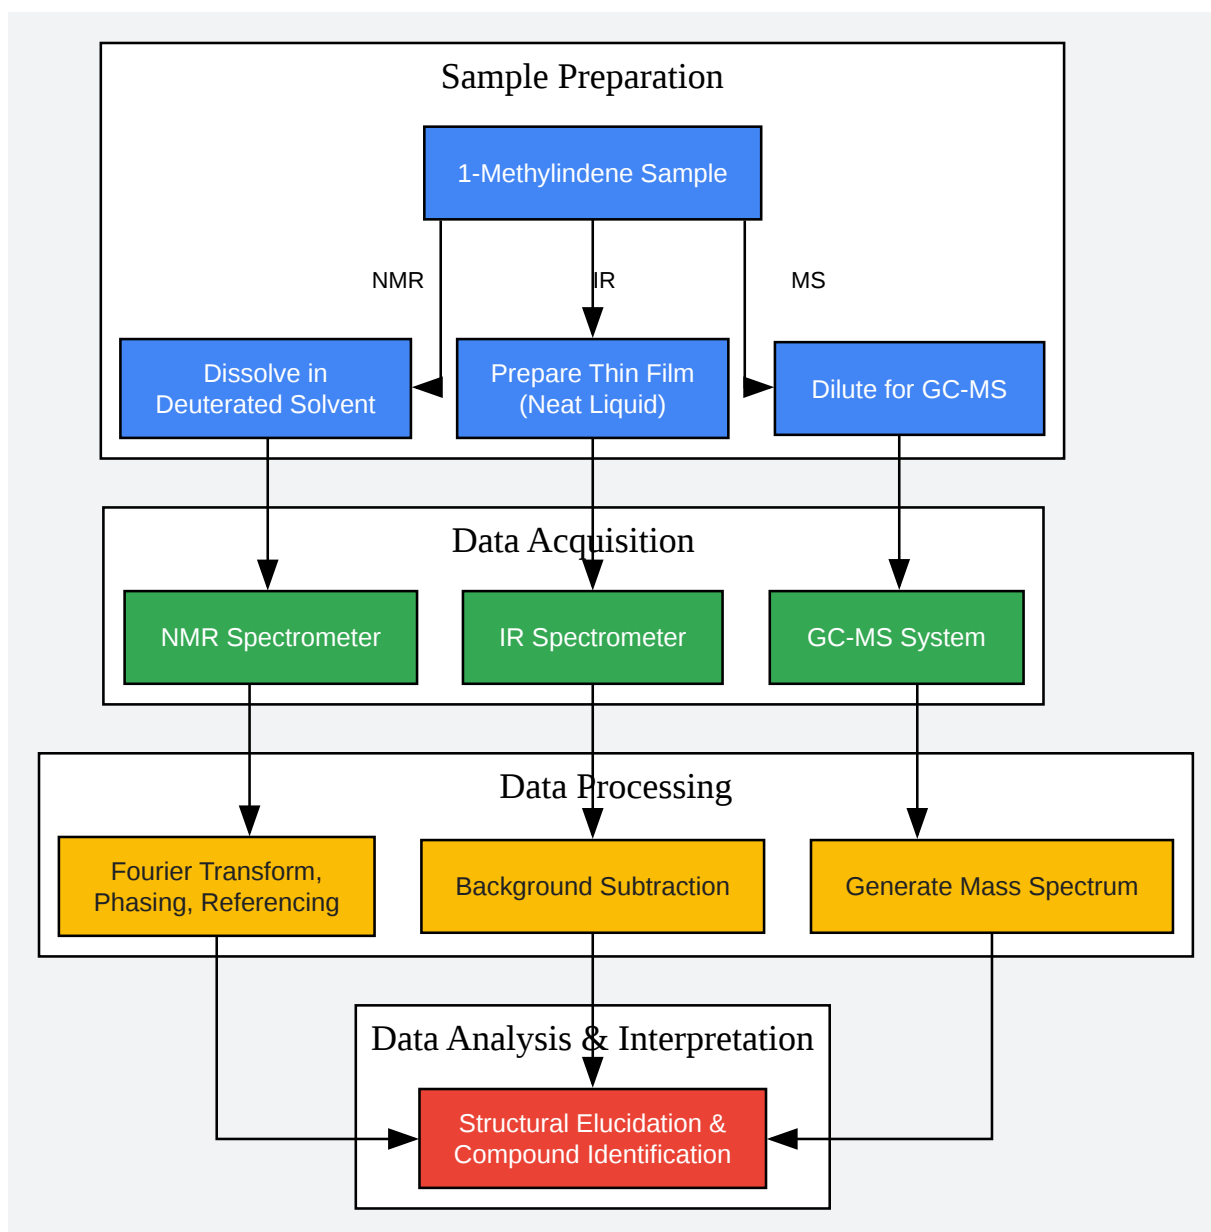 Sample Preparation
1-Methylindene Sample
NMR
IR
MS
Dissolve in
Deuterated Solvent
Prepare Thin Film
(Neat Liquid)
Dilute for GC-MS
Data Acquisition
NMR Spectrometer
IR Spectrometer
GC-MS System
Data Processing
Fourier Transform,
Phasing, Referencing
Background Subtraction
Generate Mass Spectrum
Data Analysis & Interpretation
Structural Elucidation &
Compound Identification